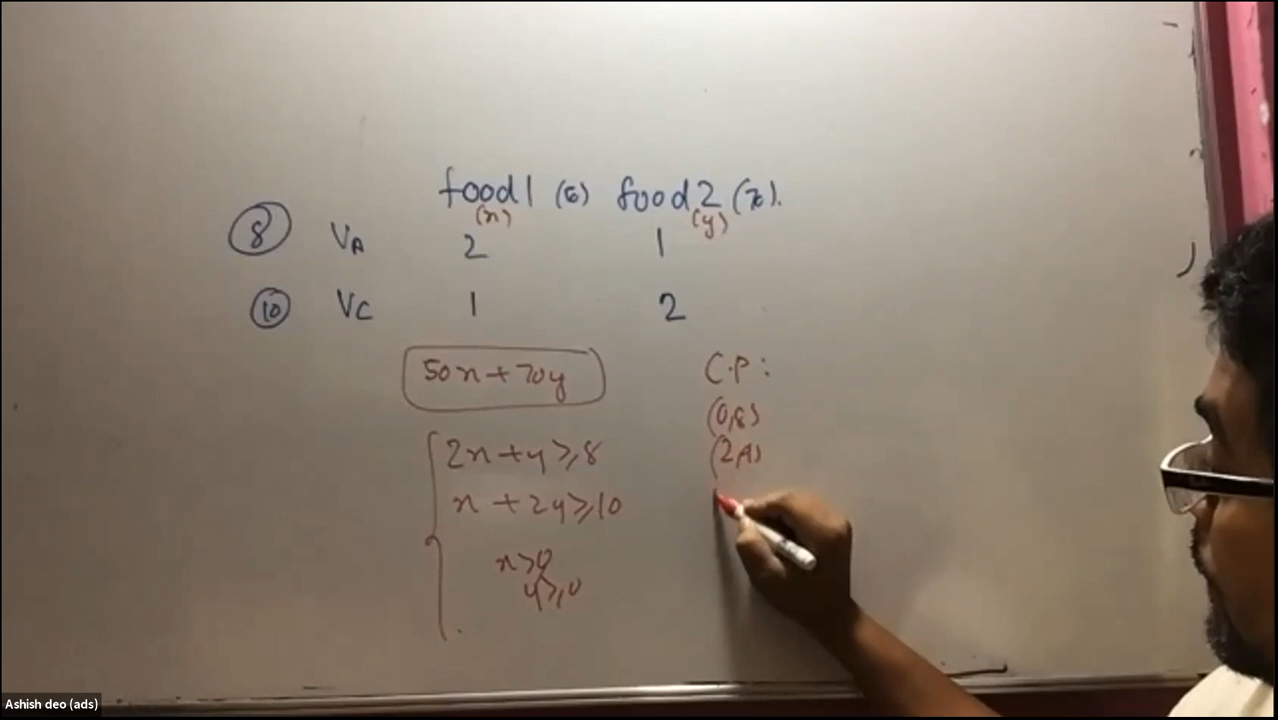 food1 (6) food2 (7).
(x) (y)
8 VA 2 1
10 VC 1 2
50x + 70y
2x + y ≥ 8
x + 2y ≥ 10
x ≥ 0
y ≥ 0
C.P:
(0,8)
(2,4)
Ashish deo (ads)